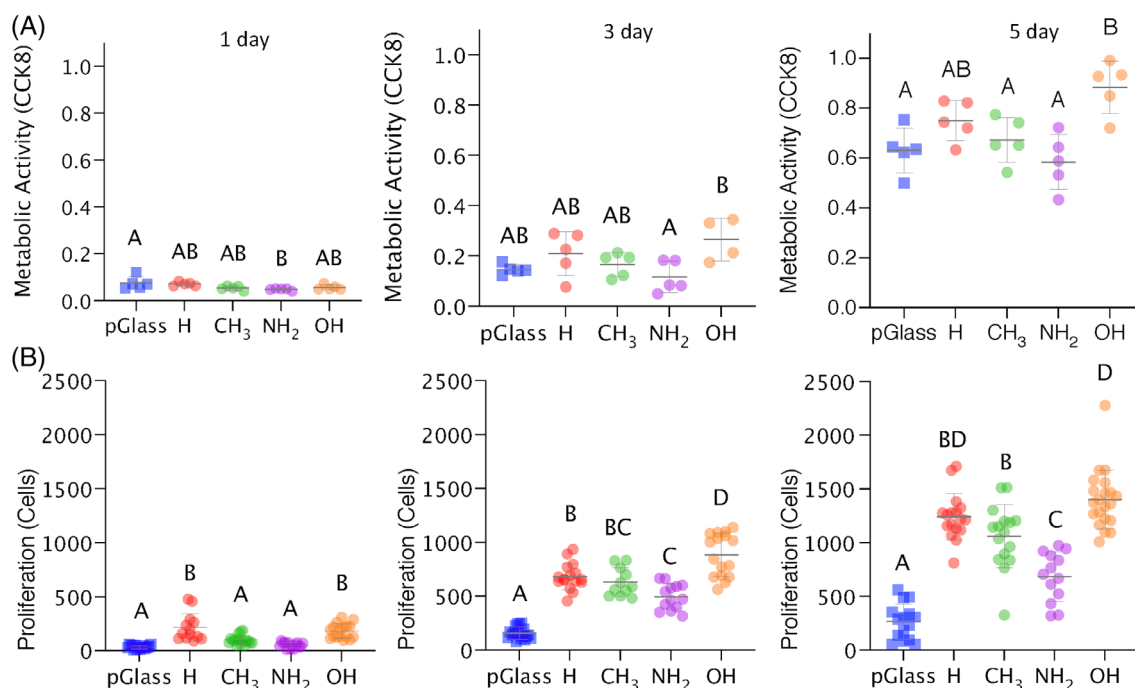 (A)
1 day
Metabolic Activity (CCK8)
1.0
0.8
0.6
0.4
0.2
0.0
A AB AB B AB
pGlass H CH₃ NH₂ OH
3 day
Metabolic Activity (CCK8)
1.0
0.8
0.6
0.4
0.2
0.0
AB AB AB A B
pGlass H CH₃ NH₂ OH
5 day
Metabolic Activity (CCK8)
1.0
0.8
0.6
0.4
0.2
0.0
A AB A A B
pGlass H CH₃ NH₂ OH
(B)
Proliferation (Cells)
2500
2000
1500
1000
500
0
A B A A B
pGlass H CH₃ NH₂ OH
Proliferation (Cells)
2500
2000
1500
1000
500
0
A B BC C D
pGlass H CH₃ NH₂ OH
Proliferation (Cells)
2500
2000
1500
1000
500
0
A BD B C D
pGlass H CH₃ NH₂ OH